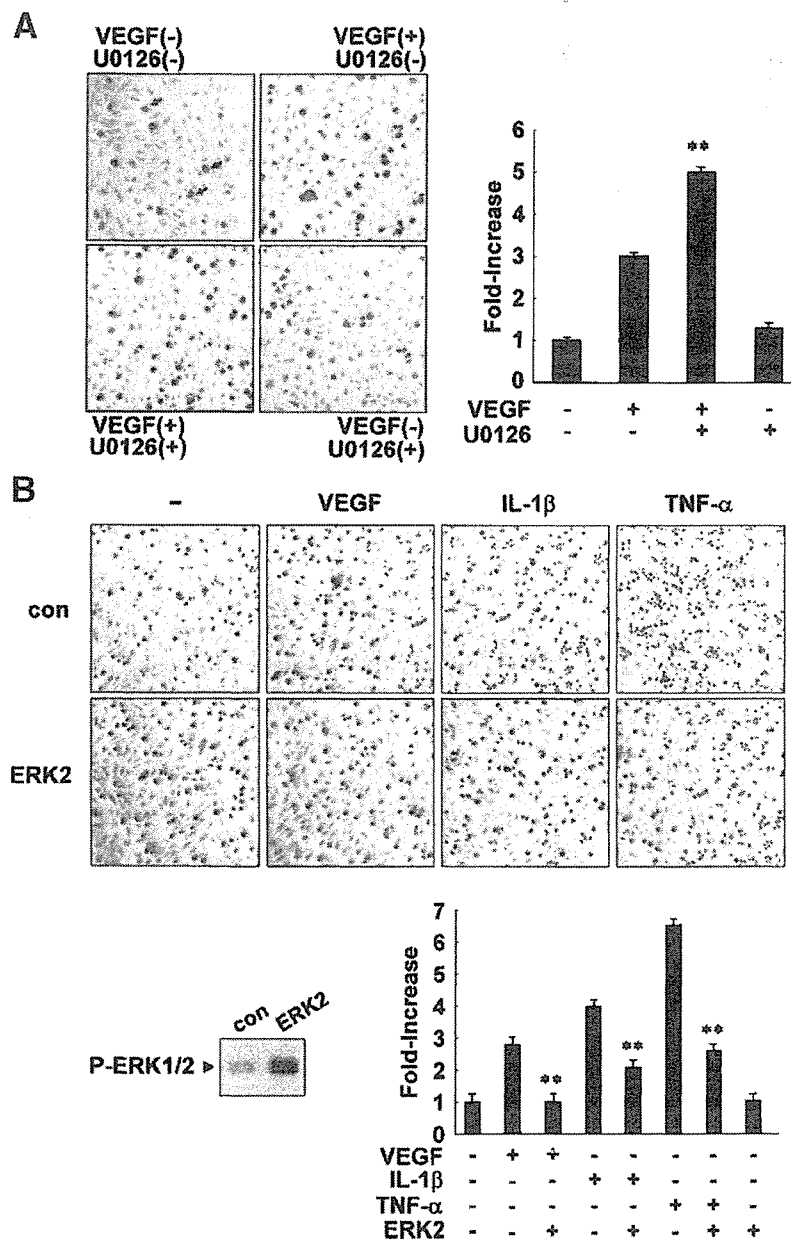 A
VEGF(-) VEGF(+)
U0126(-) U0126(-)
VEGF(+) VEGF(-)
U0126(+) U0126(+)
Fold-Increase
6
5
4
3
2
1
0
**
VEGF - + + -
U0126 - - + +
B
- VEGF IL-1β TNF-α
con
ERK2
con ERK2
P-ERK1/2
Fold-Increase
7
6
5
4
3
2
1
0
** ** **
VEGF - + + - - - - -
IL-1β - - - + + - - -
TNF-α - - - - - + + -
ERK2 - - + - + - + +